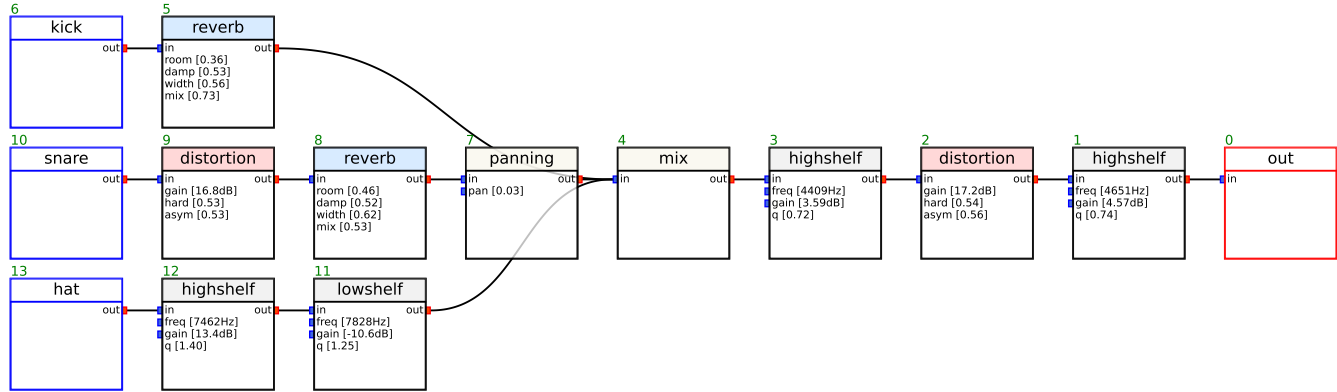 6
kick
out
5
reverb
in out
room [0.36]
damp [0.53]
width [0.56]
mix [0.73]
10
snare
out
9
distortion
in out
gain [16.8dB]
hard [0.53]
asym [0.53]
8
reverb
in out
room [0.46]
damp [0.52]
width [0.62]
mix [0.53]
7
panning
in out
pan [0.03]
4
mix
in out
3
highshelf
in out
freq [4409Hz]
gain [3.59dB]
q [0.72]
2
distortion
in out
gain [17.2dB]
hard [0.54]
asym [0.56]
1
highshelf
in out
freq [4651Hz]
gain [4.57dB]
q [0.74]
0
out
in
13
hat
out
12
highshelf
in out
freq [7462Hz]
gain [13.4dB]
q [1.40]
11
lowshelf
in out
freq [7828Hz]
gain [-10.6dB]
q [1.25]